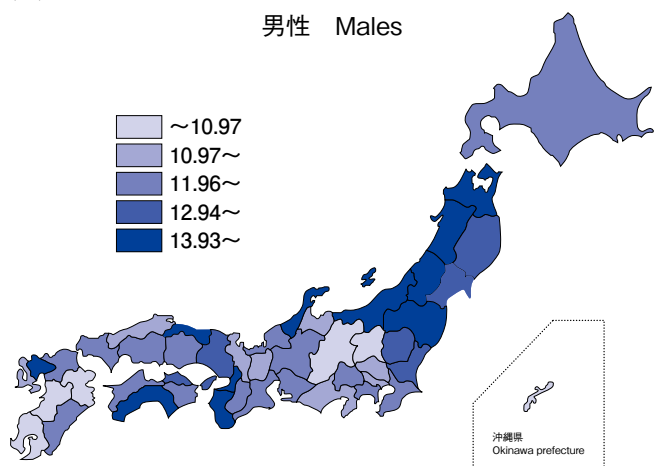 男性 Males
～10.97
10.97～
11.96～
12.94～
13.93～
沖縄県
Okinawa prefecture